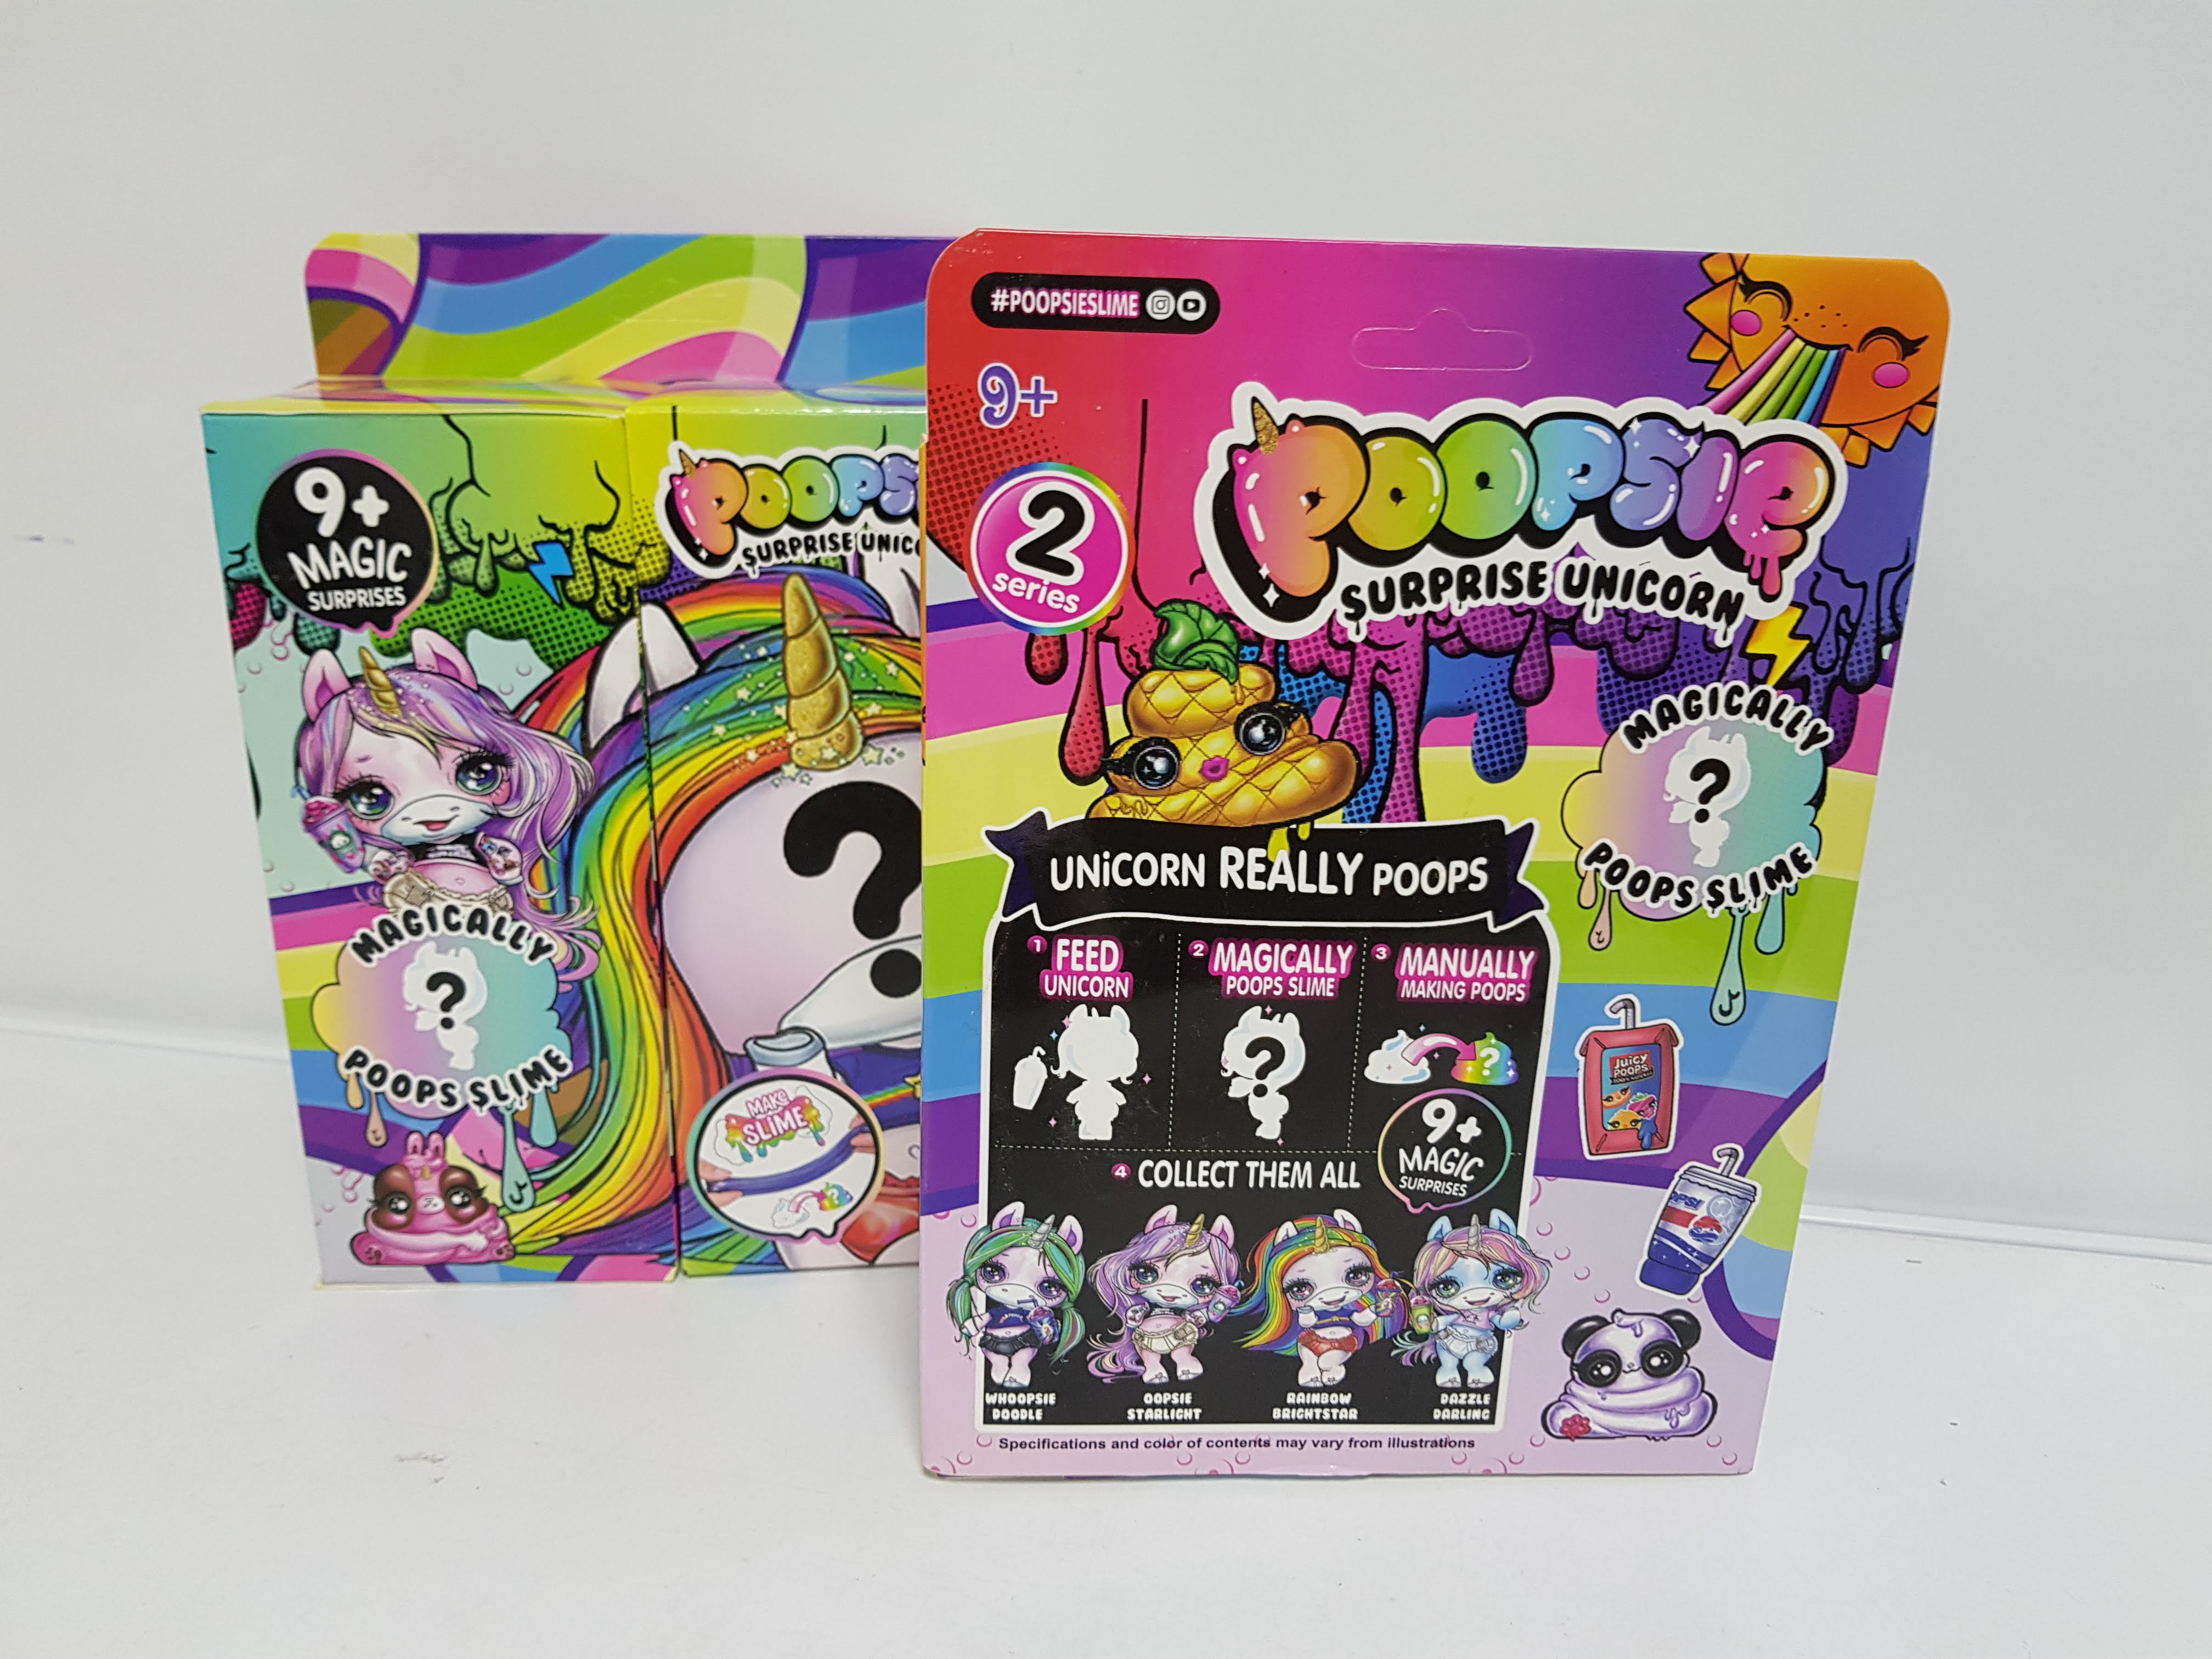 9+
MAGIC
SURPRISES
POOPS
SURPRISE UNIC
MAGICALLY
?
POOPS SLIME
?
MAKE
SLIME
?
#POOPSIESLIME
9+
2
series
POOPSIE
SURPRISE UNICORN
MAGICALLY
?
POOPS SLIME
UNiCORN REALLY POOPS
1 FEED
UNICORN
2 MAGICALLY
POOPS SLIME
?
3 MANUALLY
MAKING POOPS
?
9+
MAGIC
SURPRISES
4 COLLECT THEM ALL
JUICY
POOPS
OPSI
WHOOPSIE
DOODLE
OOPSIE
STARLIGHT
RAINBOW
BRIGHTSTAR
DAZZLE
DARLING
Specifications and color of contents may vary from illustrations